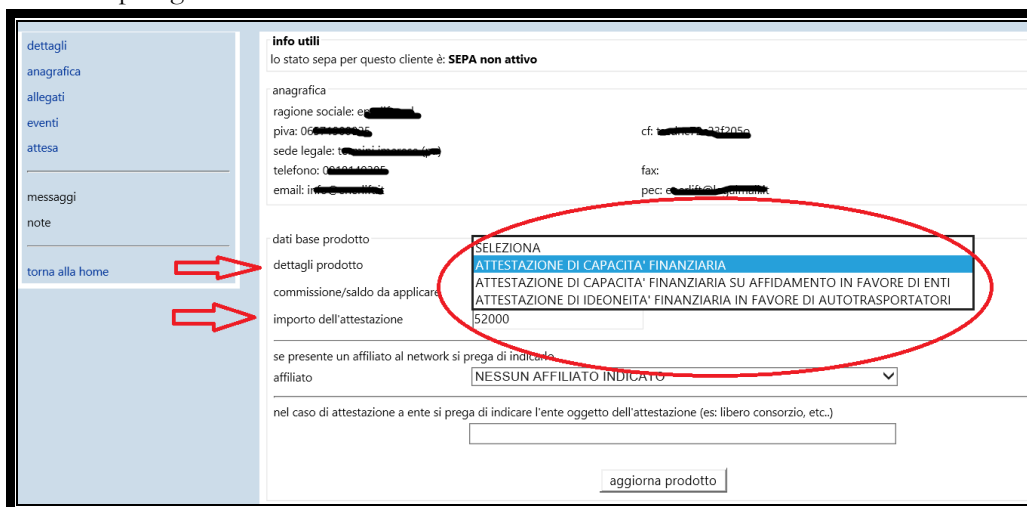 dettagli
anagrafica
allegati
eventi
attesa
messaggi
note
torna alla home
info utili
lo stato sepa per questo cliente è: SEPA non attivo
anagrafica
ragione sociale:
piva: 06
cf:
sede legale:
telefono:
fax:
email:
pec:
dati base prodotto
SELEZIONA
dettagli prodotto
ATTESTAZIONE DI CAPACITA' FINANZIARIA
ATTESTAZIONE DI CAPACITA' FINANZIARIA SU AFFIDAMENTO IN FAVORE DI ENTI
commissione/saldo da applicare
ATTESTAZIONE DI IDEONEITA' FINANZIARIA IN FAVORE DI AUTOTRASPORTATORI
importo dell'attestazione
52000
se presente un affiliato al network si prega di indicarlo
affiliato
NESSUN AFFILIATO INDICATO
nel caso di attestazione a ente si prega di indicare l'ente oggetto dell'attestazione (es: libero consorzio, etc..)
aggiorna prodotto